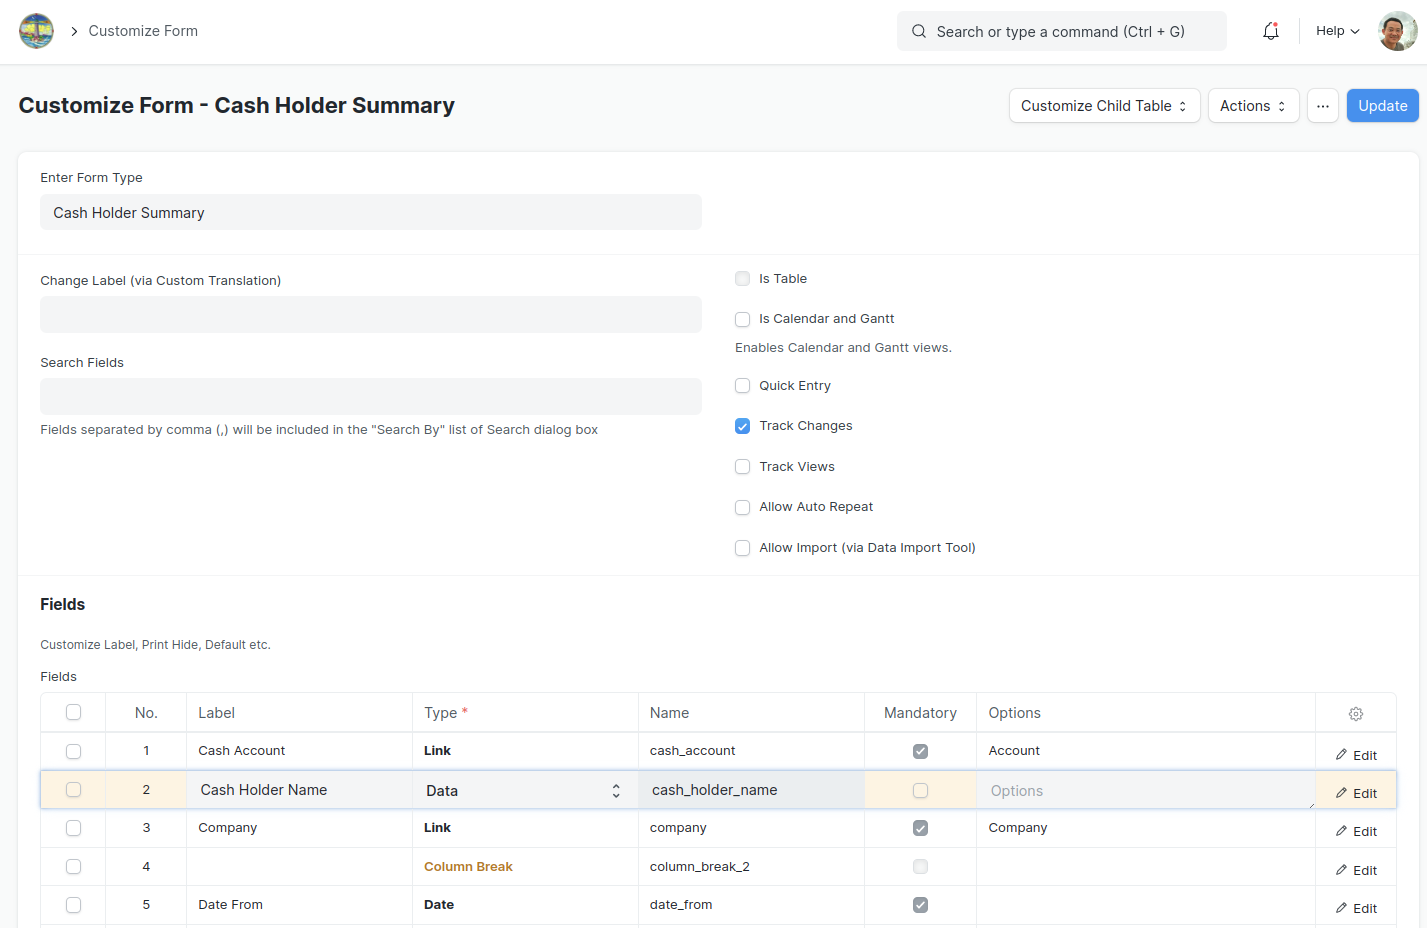 Customize Form
Search or type a command (Ctrl + G)
Help
Customize Form - Cash Holder Summary
Customize Child Table
Actions
···
Update
Enter Form Type
Cash Holder Summary
Change Label (via Custom Translation)
Search Fields
Fields separated by comma (,) will be included in the "Search By" list of Search dialog box
Is Table
Is Calendar and Gantt
Enables Calendar and Gantt views.
Quick Entry
Track Changes
Track Views
Allow Auto Repeat
Allow Import (via Data Import Tool)
Fields
Customize Label, Print Hide, Default etc.
Fields
No. Label Type * Name Mandatory Options
1 Cash Account Link cash_account Account Edit
2 Cash Holder Name Data cash_holder_name Options Edit
3 Company Link company Company Edit
4 Column Break column_break_2 Edit
5 Date From Date date_from Edit